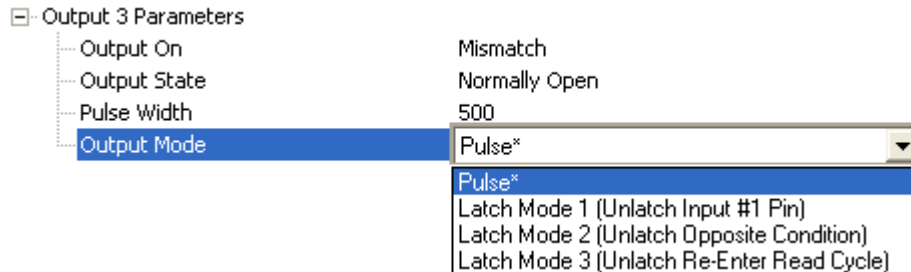 Output 3 Parameters
Output On Mismatch
Output State Normally Open
Pulse Width 500
Output Mode Pulse*
Pulse*
Latch Mode 1 (Unlatch Input #1 Pin)
Latch Mode 2 (Unlatch Opposite Condition)
Latch Mode 3 (Unlatch Re-Enter Read Cycle)